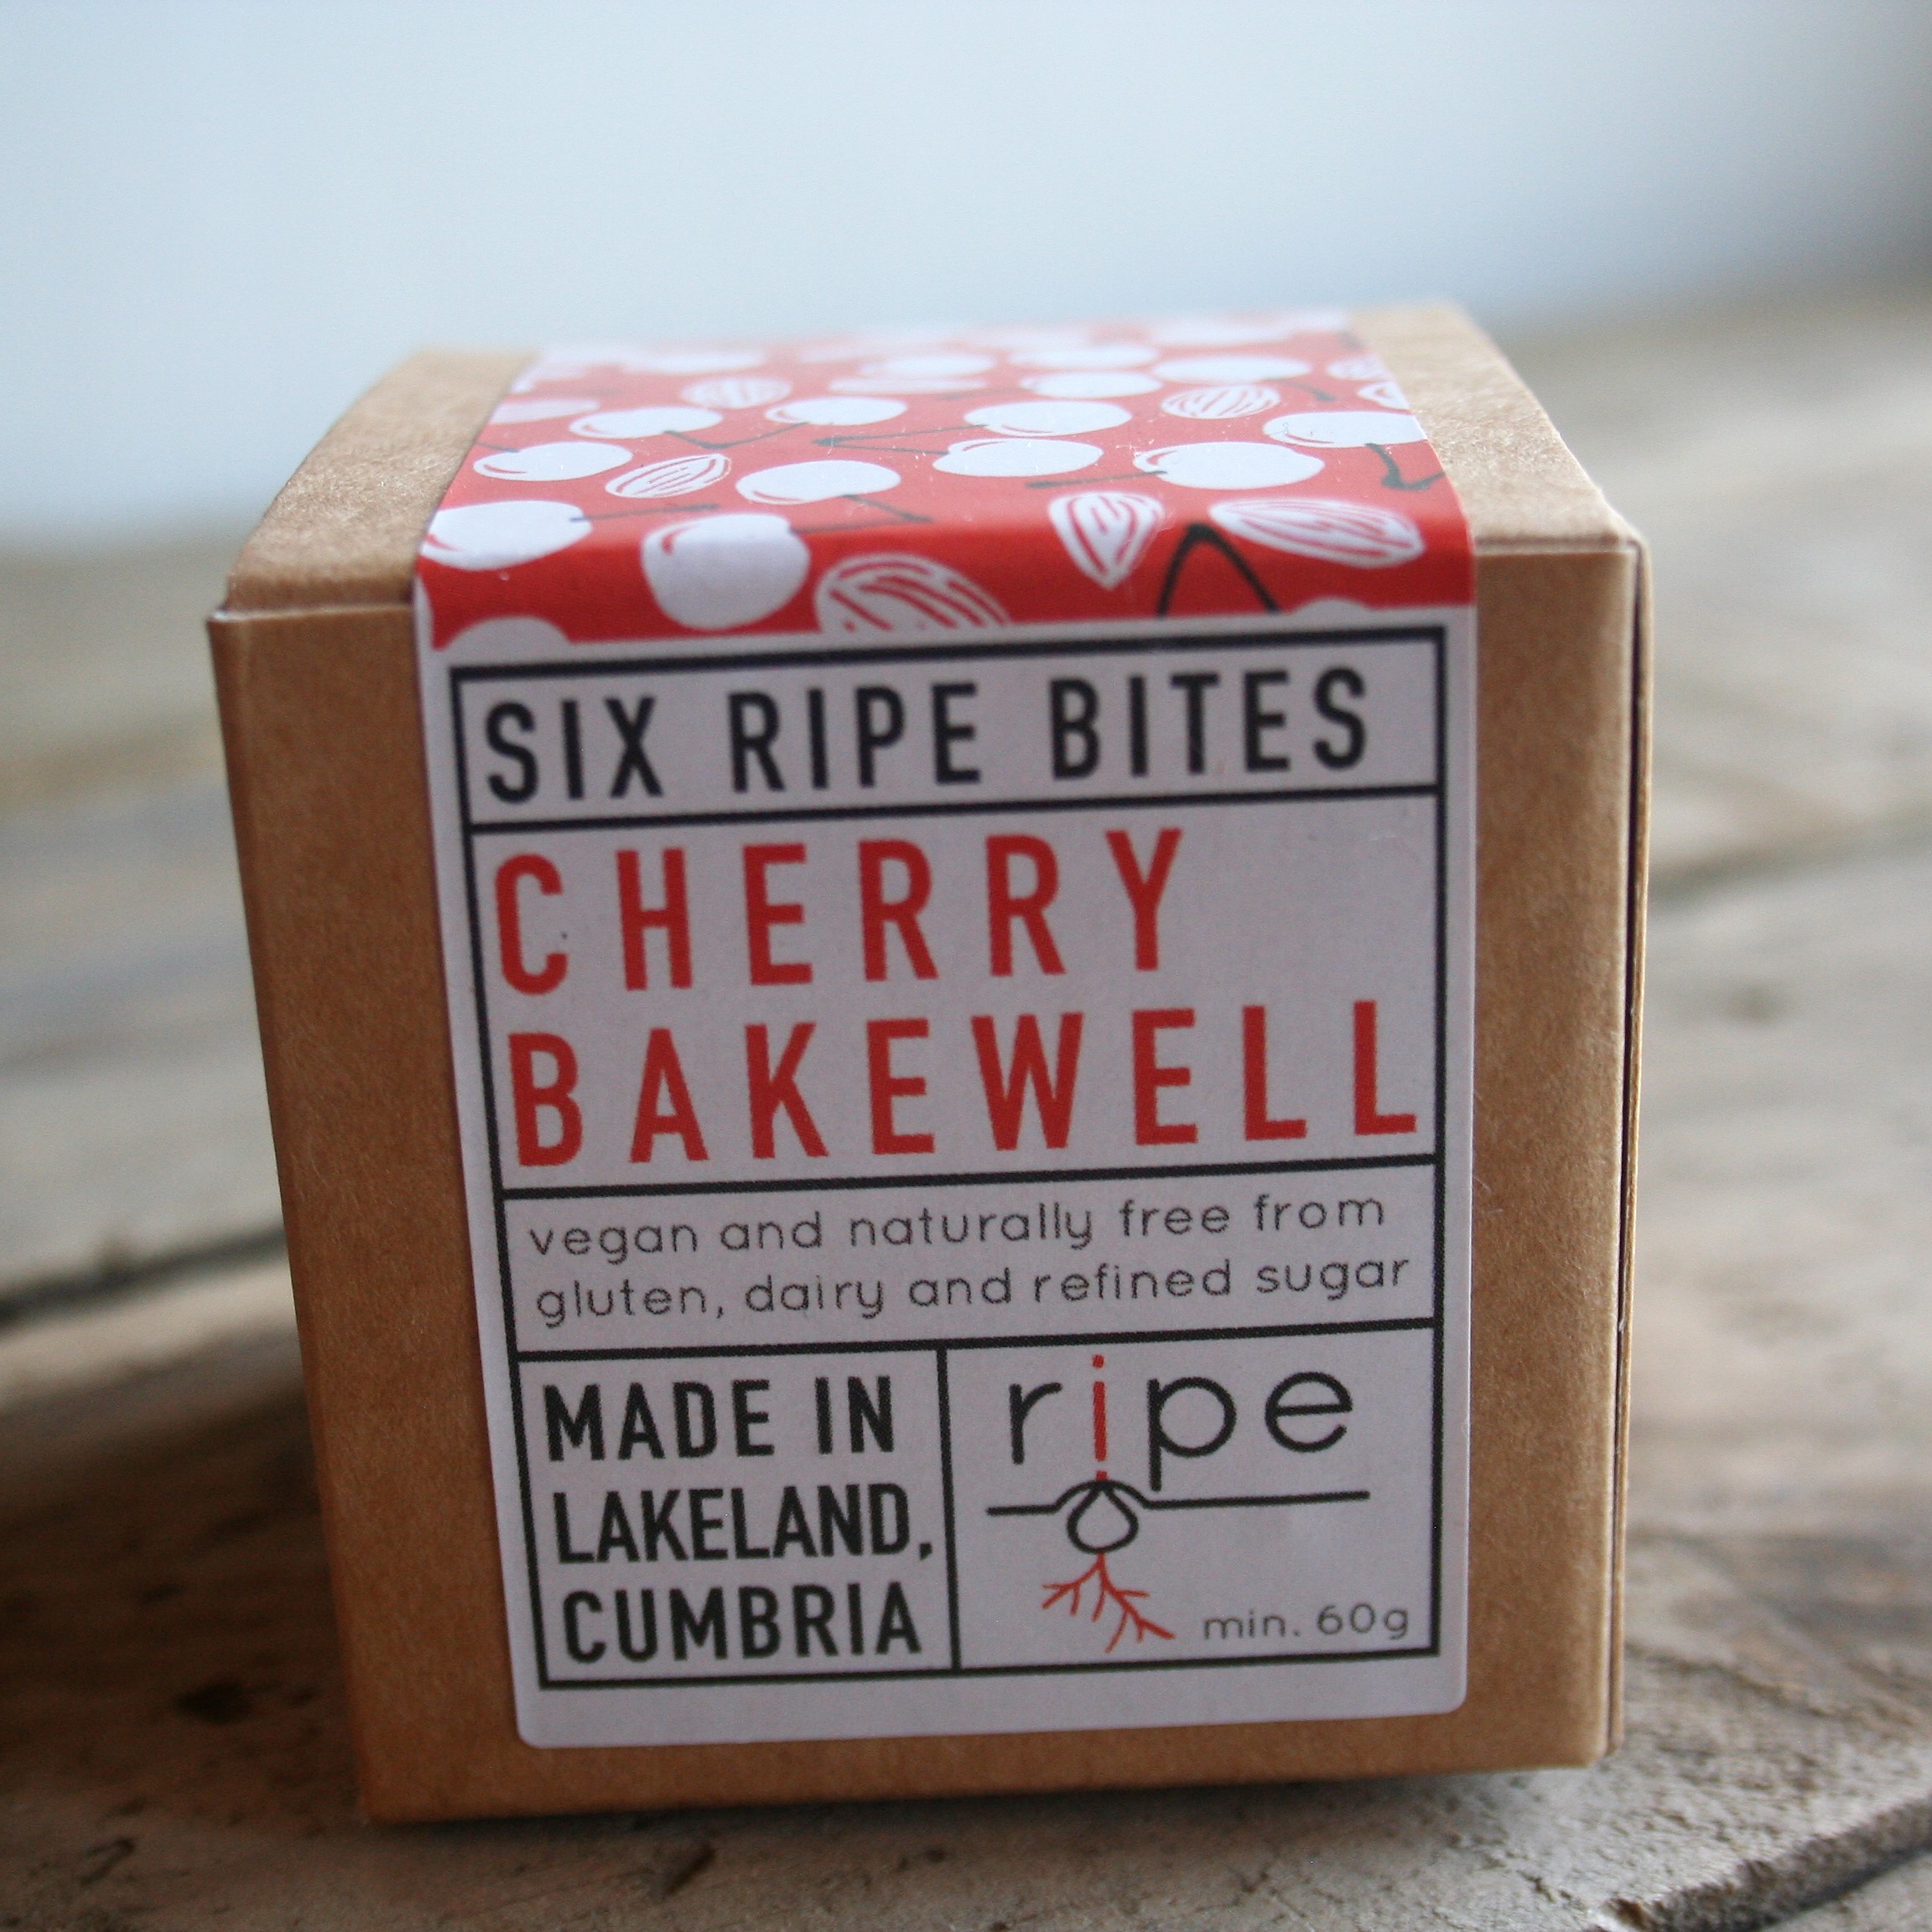 SIX RIPE BITES
CHERRY
BAKEWELL
vegan and naturally free from
gluten, dairy and refined sugar
MADE IN
LAKELAND,
CUMBRIA
ripe
min. 60g